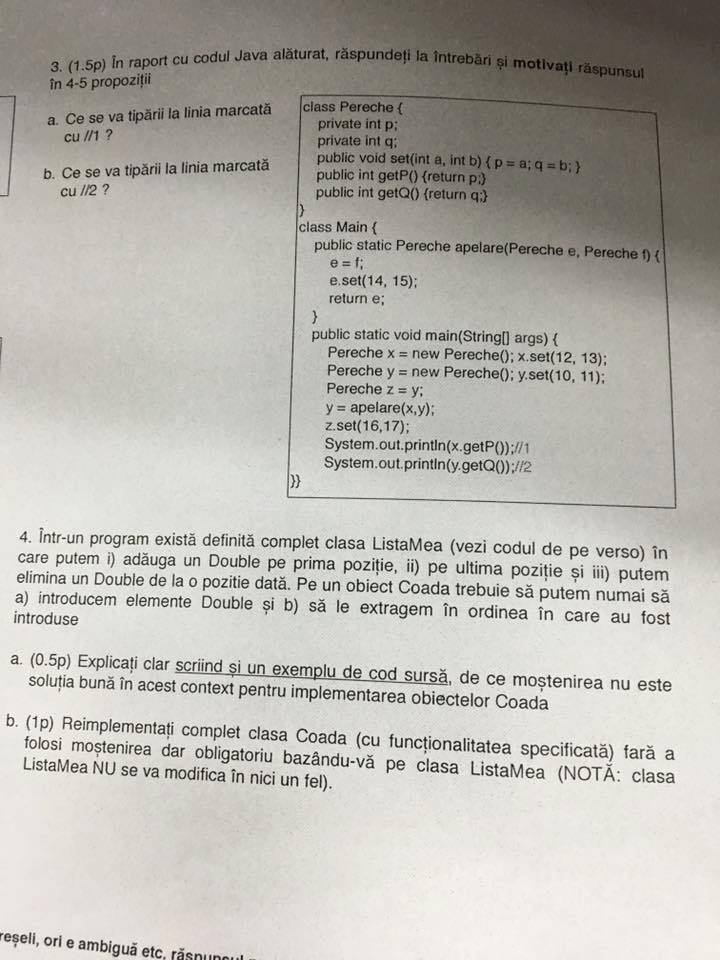 3. (1.5p) În raport cu codul Java alăturat, răspundeți la întrebări și motivați răspunsul
în 4-5 propoziții
a. Ce se va tipării la linia marcată
cu //1 ?
b. Ce se va tipării la linia marcată
cu //2 ?
class Pereche {
private int p;
private int q;
public void set(int a, int b) { p = a; q = b; }
public int getP() {return p;}
public int getQ() {return q;}
}
class Main {
public static Pereche apelare(Pereche e, Pereche f) {
e = f;
e.set(14, 15);
return e;
}
public static void main(String[] args) {
Pereche x = new Pereche(); x.set(12, 13);
Pereche y = new Pereche(); y.set(10, 11);
Pereche z = y;
y = apelare(x,y);
z.set(16,17);
System.out.println(x.getP());//1
System.out.println(y.getQ());//2
}}
4. Într-un program există definită complet clasa ListaMea (vezi codul de pe verso) în
care putem i) adăuga un Double pe prima poziție, ii) pe ultima poziție și iii) putem
elimina un Double de la o pozitie dată. Pe un obiect Coada trebuie să putem numai să
a) introducem elemente Double și b) să le extragem în ordinea în care au fost
introduse
a. (0.5p) Explicați clar scriind și un exemplu de cod sursă, de ce moștenirea nu este
soluția bună în acest context pentru implementarea obiectelor Coada
b. (1p) Reimplementați complet clasa Coada (cu funcționalitatea specificată) fară a
folosi moștenirea dar obligatoriu bazându-vă pe clasa ListaMea (NOTĂ: clasa
ListaMea NU se va modifica în nici un fel).
reșeli, ori e ambiguă etc, răspunsul